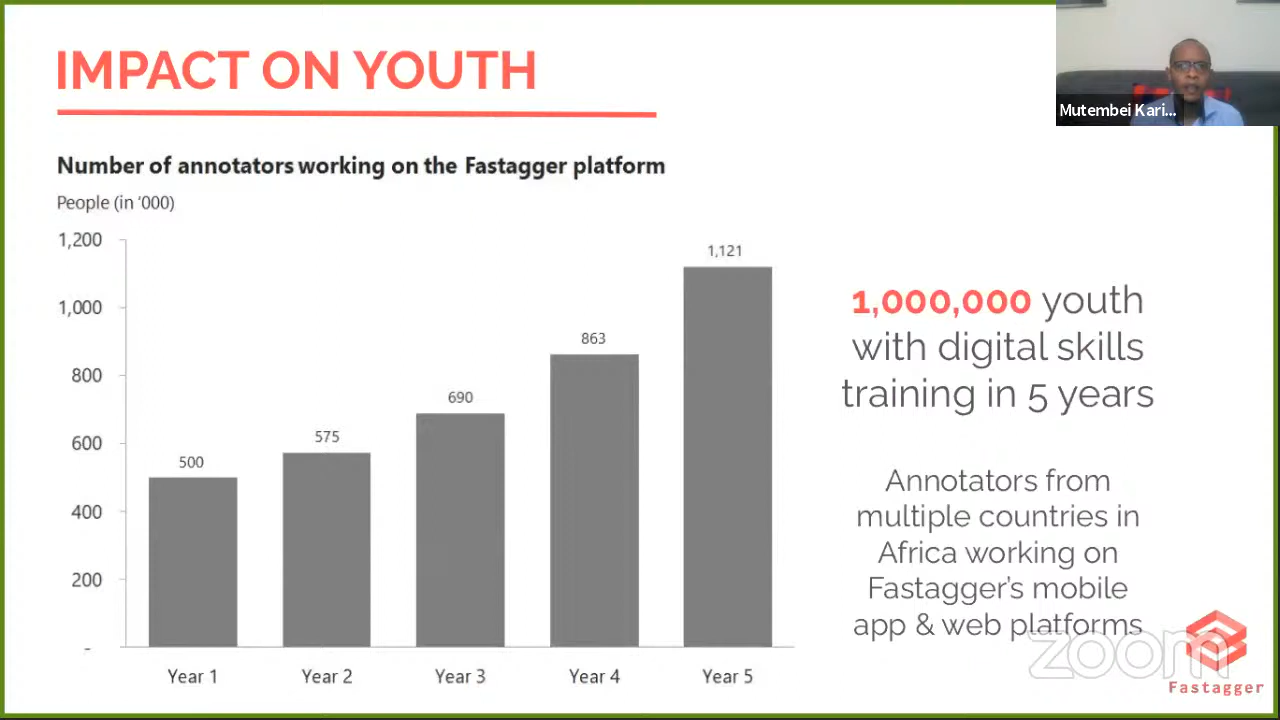 IMPACT ON YOUTH
Mutembei Kari...
Number of annotators working on the Fastagger platform
People (in ‘000)
1,200
1,000
800
600
400
200
-
500
575
690
863
1,121
Year 1
Year 2
Year 3
Year 4
Year 5
1,000,000 youth
with digital skills
training in 5 years
Annotators from
multiple countries in
Africa working on
Fastagger’s mobile
app & web platforms
zoom
Fastagger